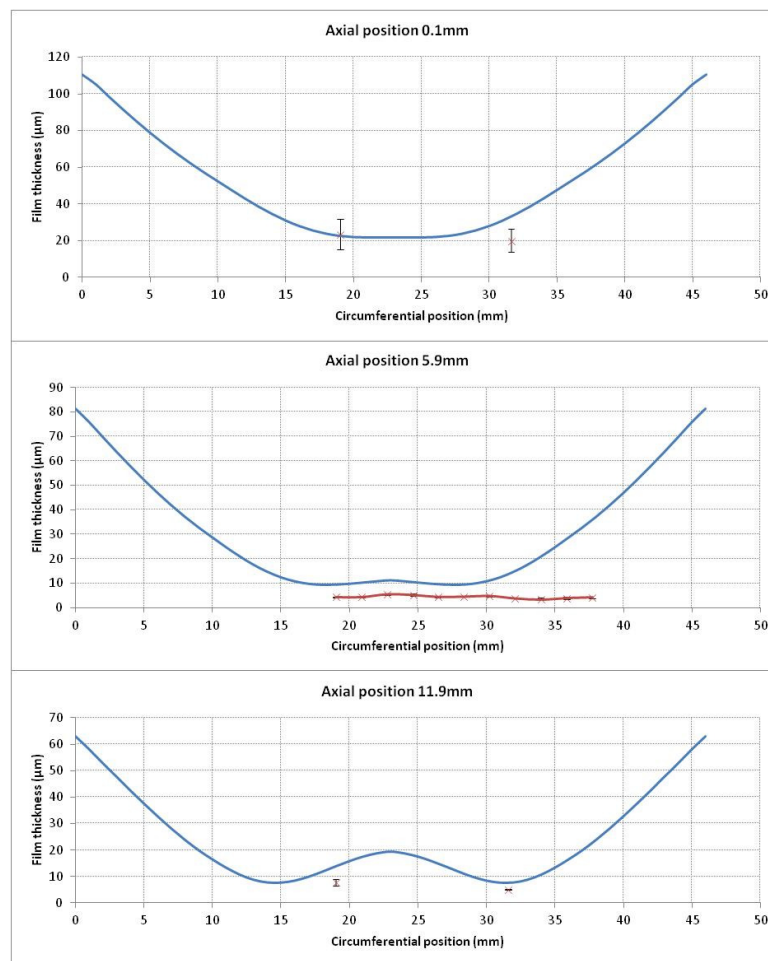 Axial position 0.1mm
Film thickness (µm)
120
100
80
60
40
20
0
0 5 10 15 20 25 30 35 40 45 50
Circumferential position (mm)
Axial position 5.9mm
Film thickness (µm)
90
80
70
60
50
40
30
20
10
0
0 5 10 15 20 25 30 35 40 45 50
Circumferential position (mm)
Axial position 11.9mm
Film thickness (µm)
70
60
50
40
30
20
10
0
0 5 10 15 20 25 30 35 40 45 50
Circumferential position (mm)